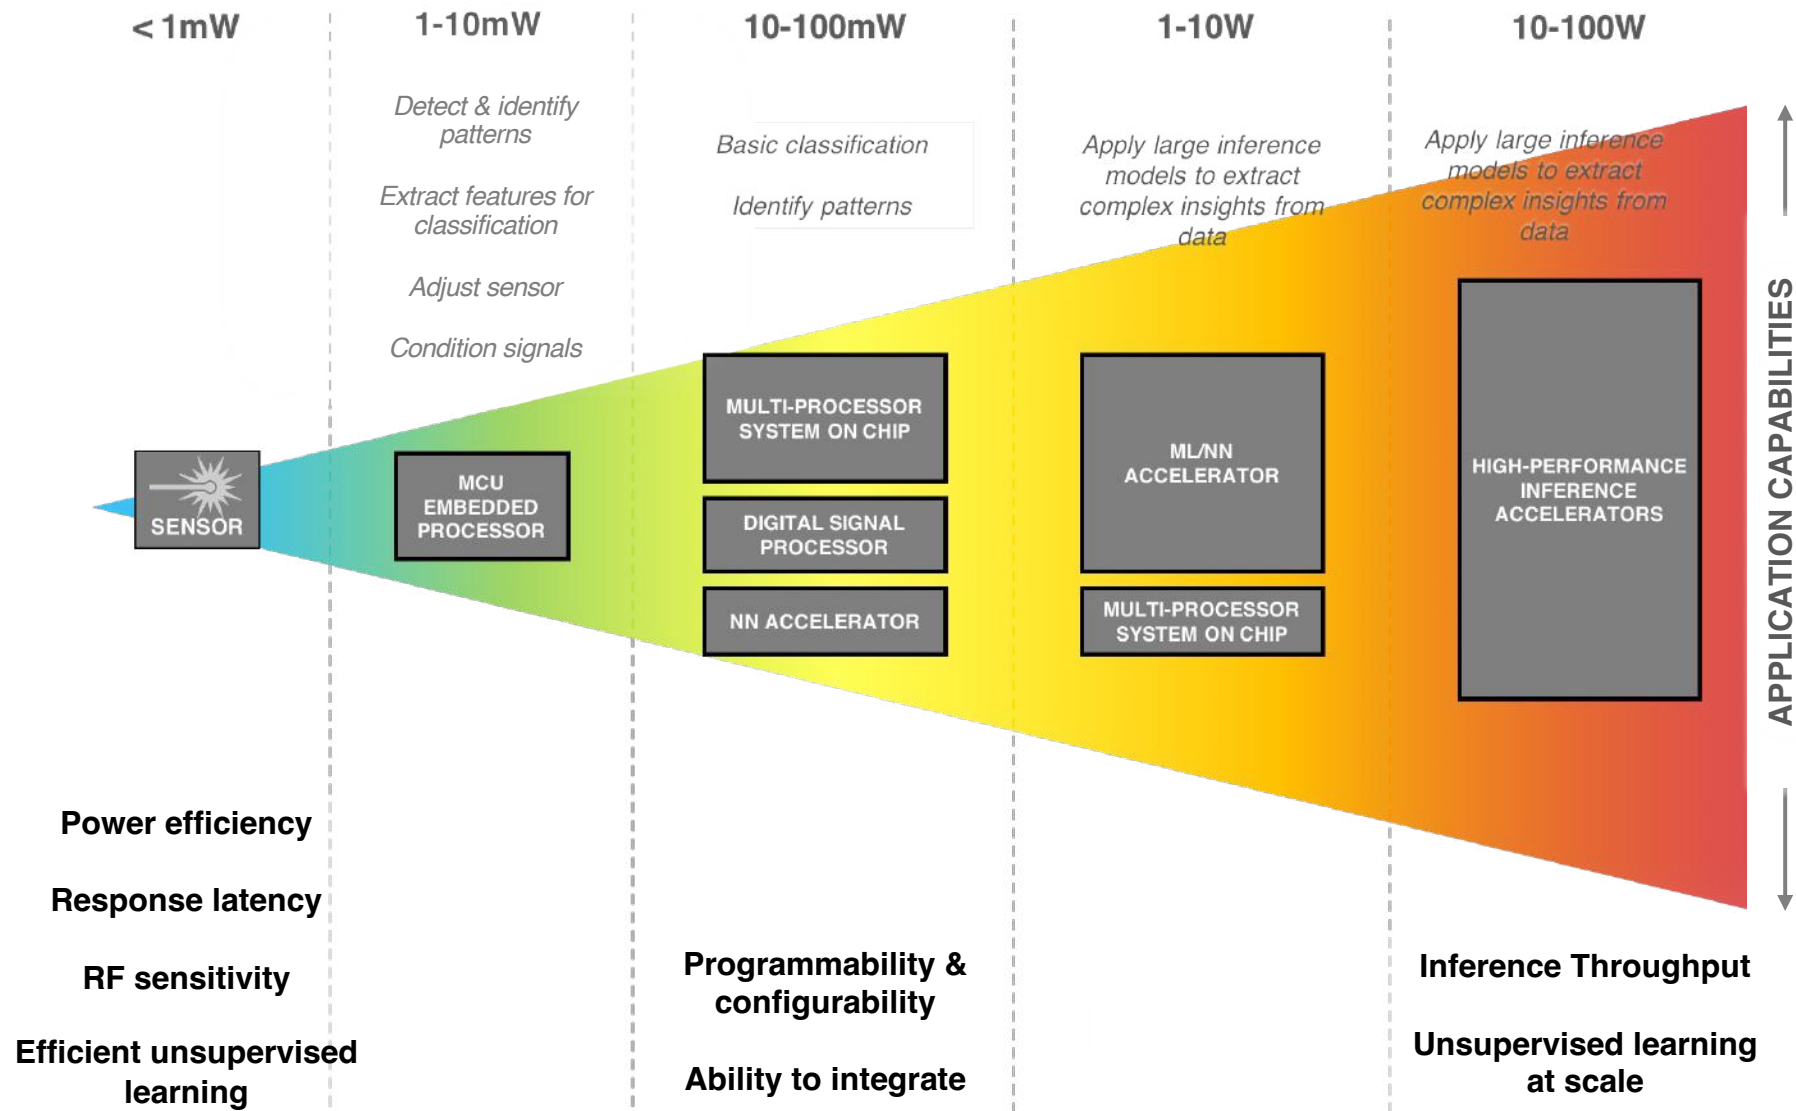 < 1mW
1-10mW
10-100mW
1-10W
10-100W
Detect & identify
patterns
Extract features for
classification
Adjust sensor
Condition signals
Basic classification
Identify patterns
Apply large inference
models to extract
complex insights from
data
Apply large inference
models to extract
complex insights from
data
SENSOR
MCU
EMBEDDED
PROCESSOR
MULTI-PROCESSOR
SYSTEM ON CHIP
DIGITAL SIGNAL
PROCESSOR
NN ACCELERATOR
ML/NN
ACCELERATOR
MULTI-PROCESSOR
SYSTEM ON CHIP
HIGH-PERFORMANCE
INFERENCE
ACCELERATORS
APPLICATION CAPABILITIES
Power efficiency
Response latency
RF sensitivity
Efficient unsupervised
learning
Programmability &
configurability
Ability to integrate
Inference Throughput
Unsupervised learning
at scale